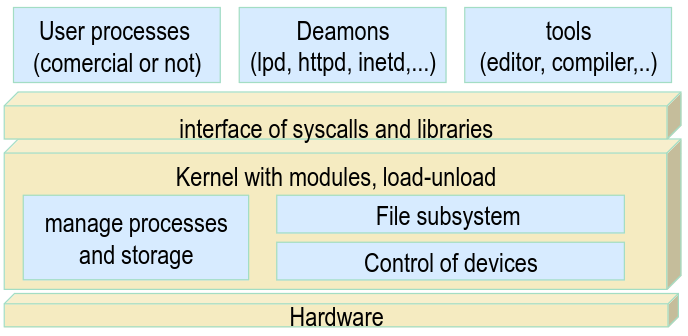 User processes
(comercial or not)
Deamons
(lpd, httpd, inetd,...)
tools
(editor, compiler,..)
interface of syscalls and libraries
Kernel with modules, load-unload
manage processes
and storage
File subsystem
Control of devices
Hardware